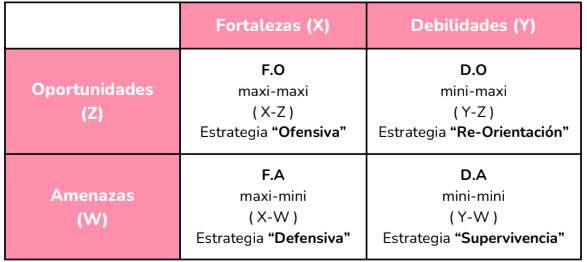 Fortalezas (X)
Debilidades (Y)
Oportunidades
(Z)
F.O
maxi-maxi
( X-Z )
Estrategia “Ofensiva”
D.O
mini-maxi
( Y-Z )
Estrategia “Re-Orientación”
Amenazas
(W)
F.A
maxi-mini
( X-W )
Estrategia “Defensiva”
D.A
mini-mini
( Y-W )
Estrategia “Supervivencia”